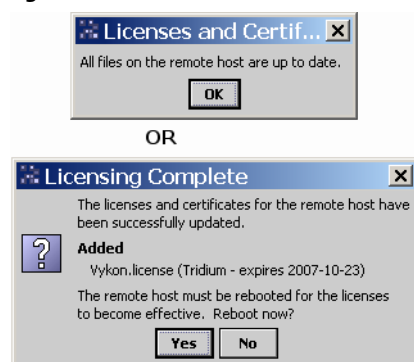 Licenses and Certif...
All files on the remote host are up to date.
OK
OR
Licensing Complete
The licenses and certificates for the remote host have
been successfully updated.
Added
Vykon.license (Tridium - expires 2007-10-23)
The remote host must be rebooted for the licenses
to become effective. Reboot now?
Yes No